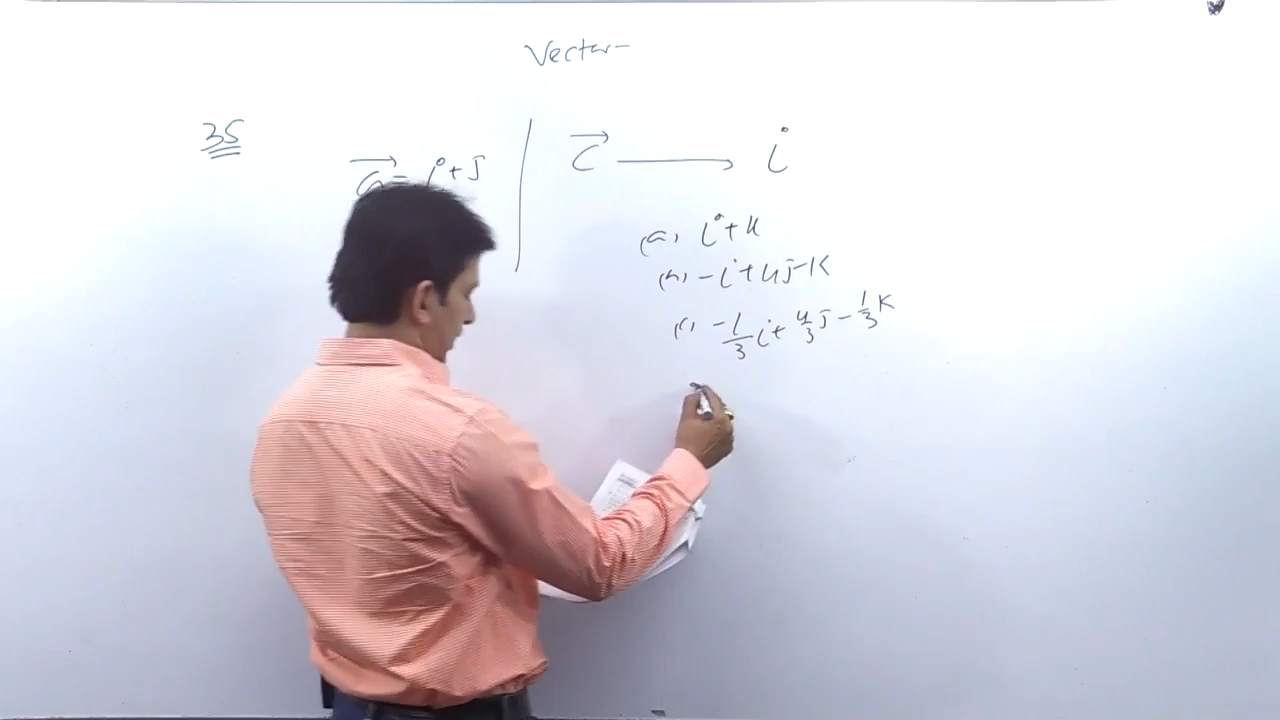 Vector
35
a = i + j
c → i
(a) i + k
(b) - i + 4j - k
(c) - 1/3 i + 4/3 j - 1/3 k